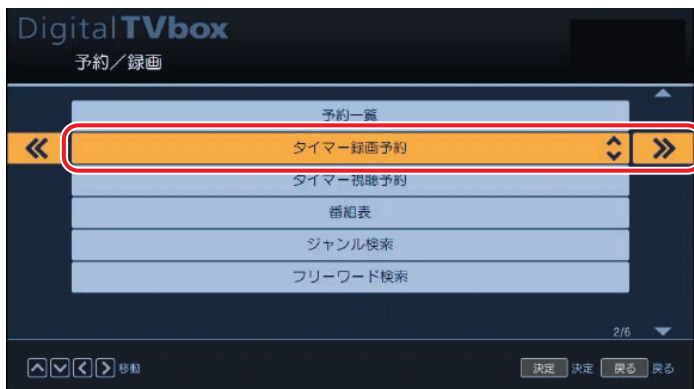 Digital TVbox
予約／録画
予約一覧
タイマー録画予約
タイマー視聴予約
番組表
ジャンル検索
フリーワード検索
2/6
移動 決定 決定 戻る 戻る